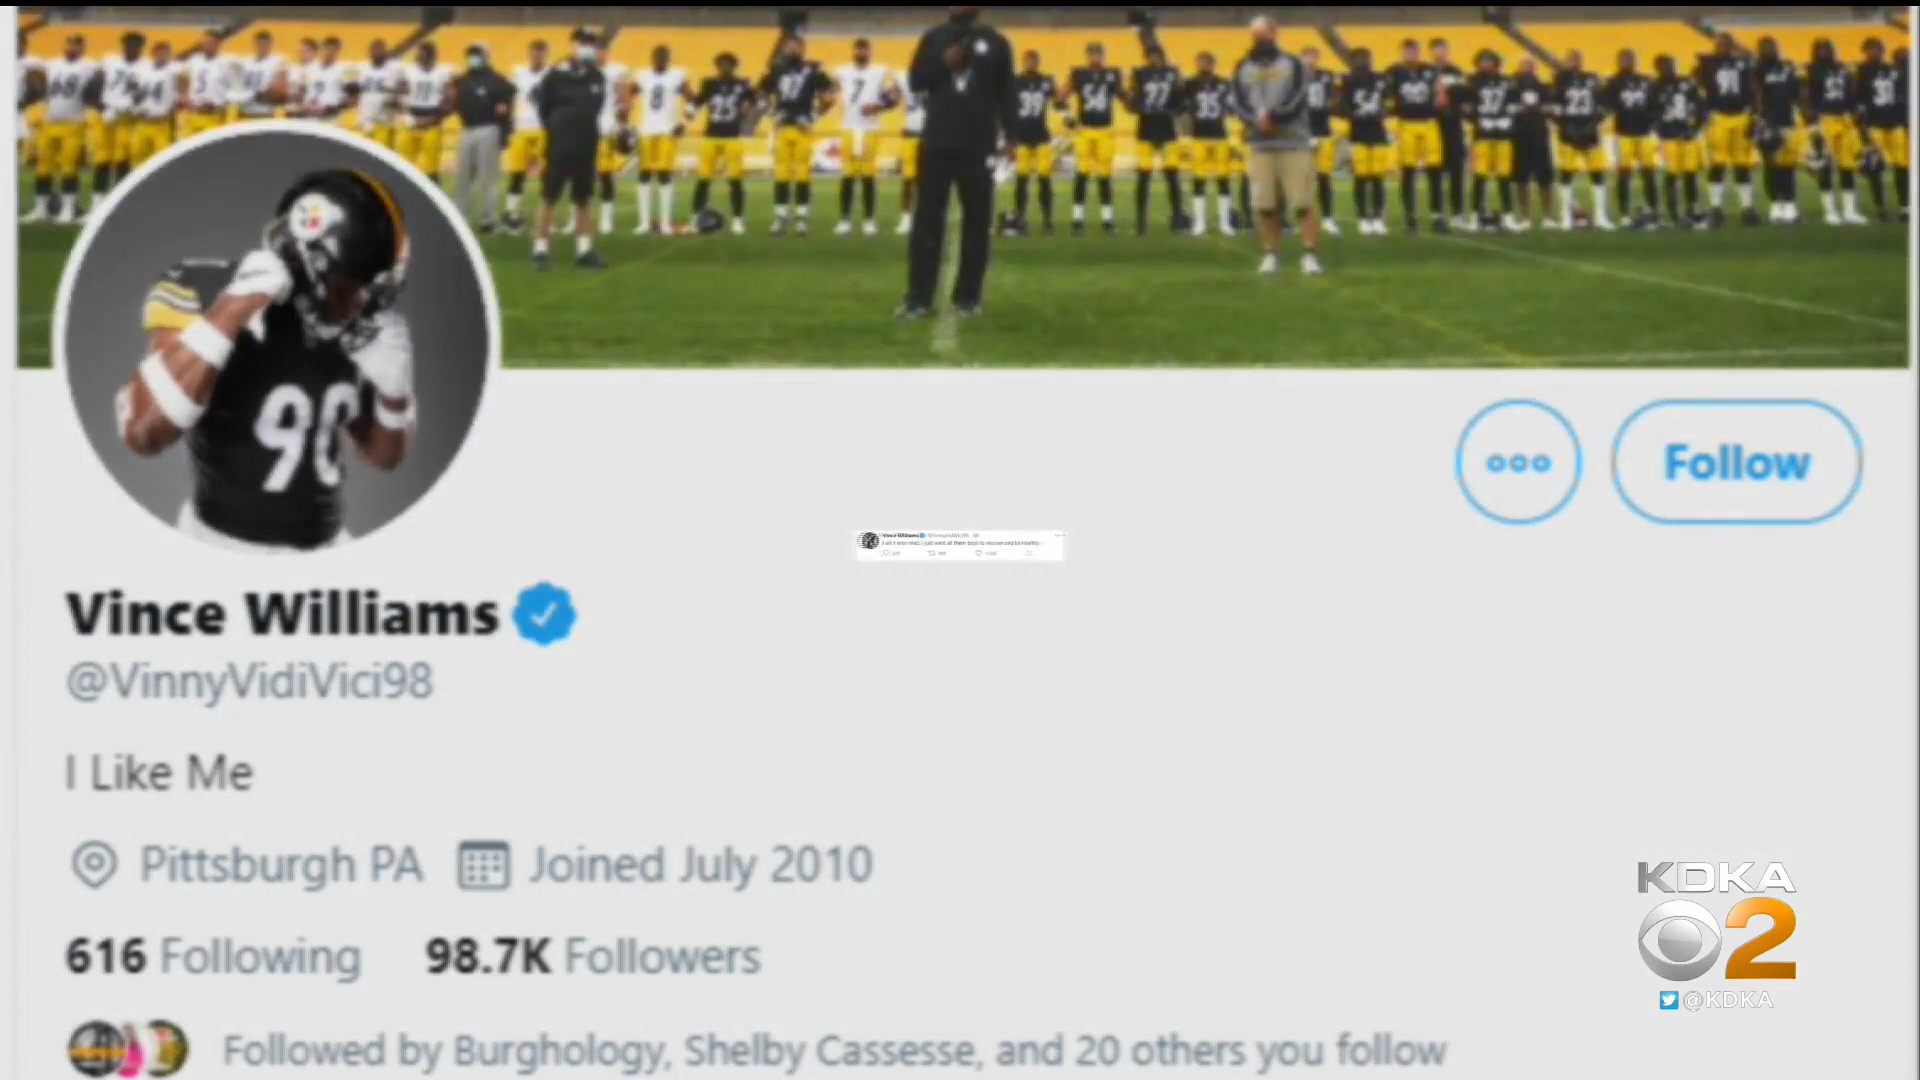 90
Follow
Vince Williams
@VinnyVidiVici98
I Like Me
Pittsburgh PA Joined July 2010
616 Following 98.7K Followers
Followed by Burghology, Shelby Cassesse, and 20 others you follow
KDKA
2
@KDKA